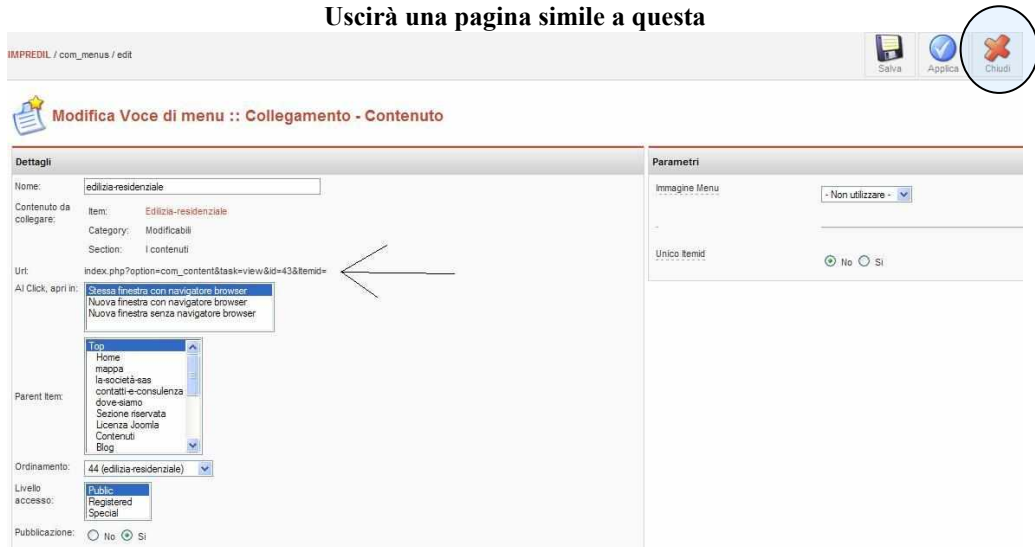 Uscirà una pagina simile a questa
IMPREDIL / com_menus / edit
Salva Applica Chiudi
Modifica Voce di menu :: Collegamento - Contenuto
Dettagli
Nome: edilizia-residenziale
Contenuto da collegare:
Item: Edilizia-residenziale
Category: Modificabili
Section: I contenuti
Url: index.php?option=com_content&task=view&id=43&Itemid=
Al Click, apri in: Stessa finestra con navigatore browser
Nuova finestra con navigatore browser
Nuova finestra senza navigatore browser
Parent Item:
Top
Home
mappa
la-società-sas
contatti-e-consulenza
dove-siamo
Sezione riservata
Licenza Joomla
Contenuti
Blog
Ordinamento: 44 (edilizia-residenziale)
Livello accesso:
Public
Registered
Special
Pubblicazione: No Si
Parametri
Immagine Menu - Non utilizzare -
-
Unico Itemid No Si